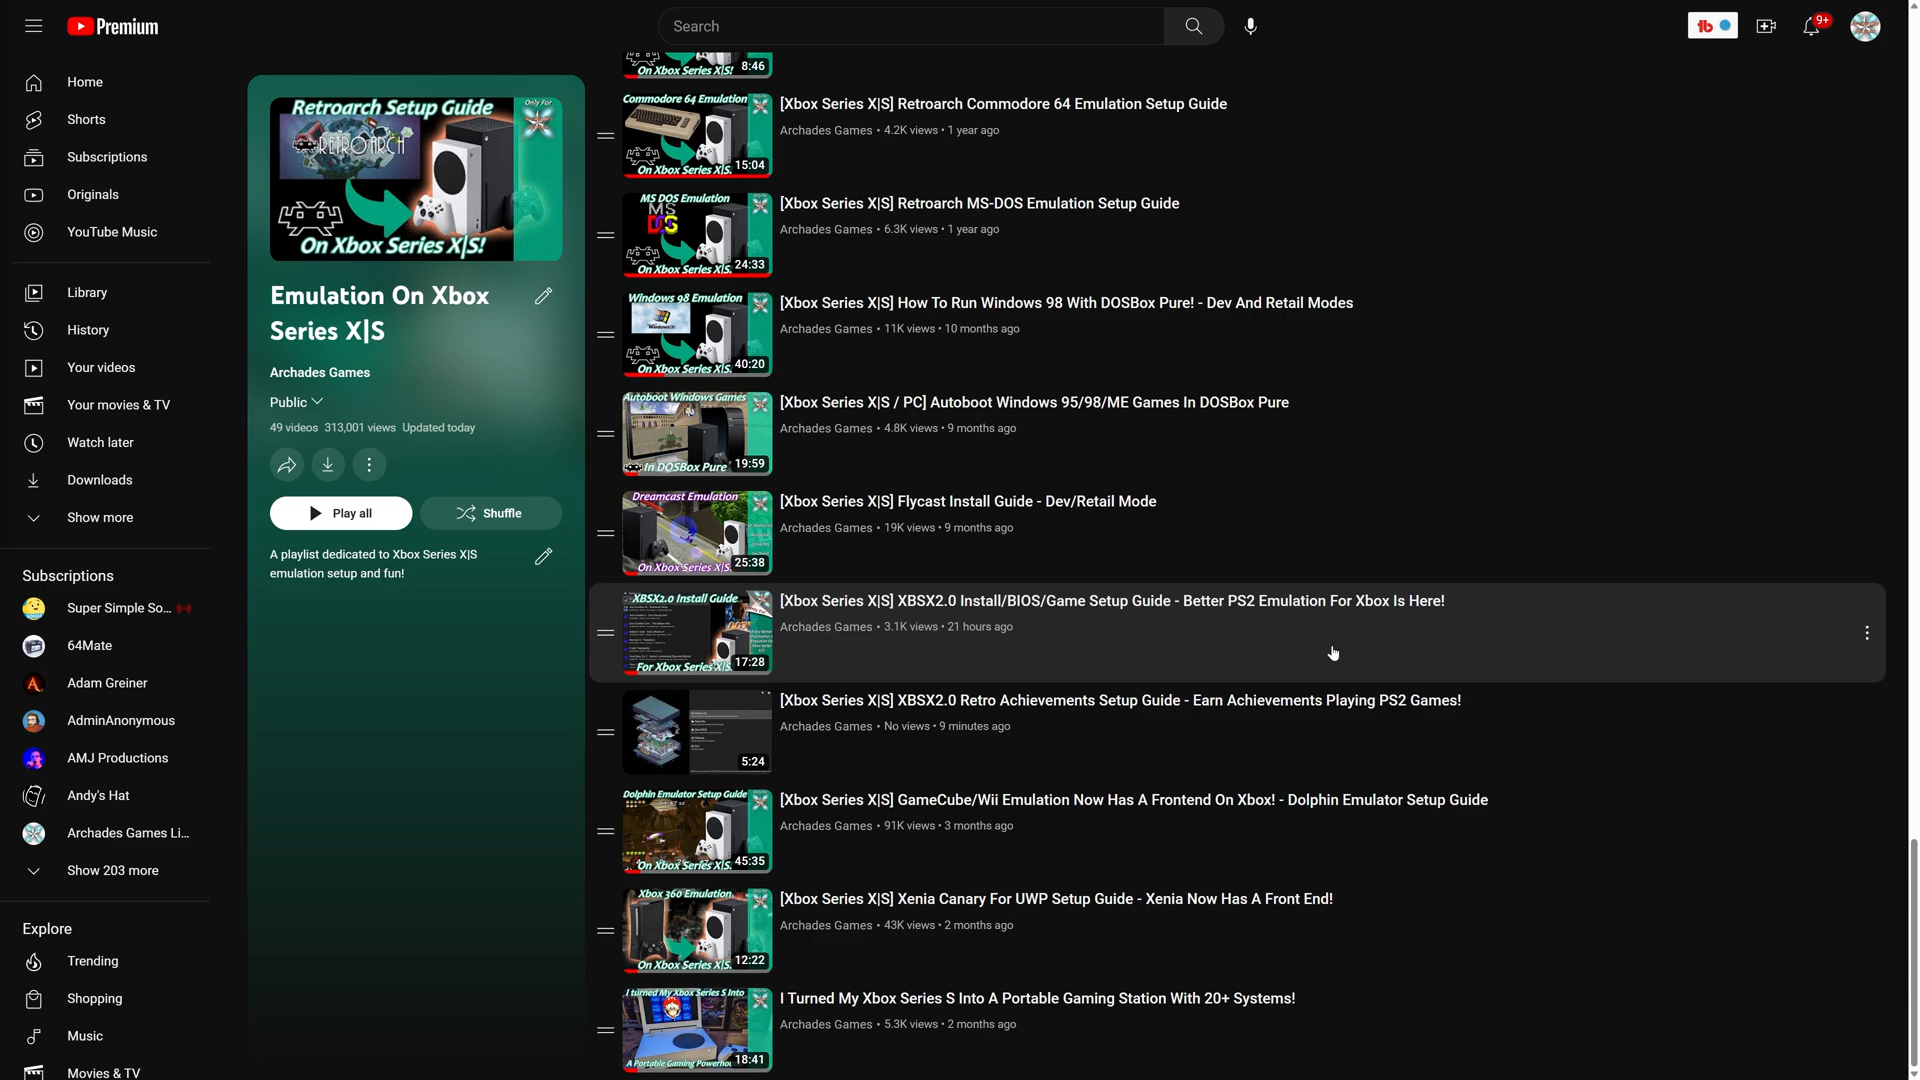 Premium
Search
9+
Home
Shorts
Subscriptions
Originals
YouTube Music
Library
History
Your videos
Your movies & TV
Watch later
Downloads
Show more
Subscriptions
Super Simple So...
64Mate
Adam Greiner
AdminAnonymous
AMJ Productions
Andy's Hat
Archades Games Li...
Show 203 more
Explore
Trending
Shopping
Music
Movies & TV
Retroarch Setup Guide
Only For
RETROARCH
On Xbox Series X|S!
Emulation On Xbox
Series X|S
Archades Games
Public
49 videos 313,001 views Updated today
Play all
Shuffle
A playlist dedicated to Xbox Series X|S
emulation setup and fun!
On Xbox Series X|S!
8:46
Commodore 64 Emulation
On Xbox Series X|S.
15:04
[Xbox Series X|S] Retroarch Commodore 64 Emulation Setup Guide
Archades Games • 4.2K views • 1 year ago
MS DOS Emulation
MS
DOS
On Xbox Series X|S.
24:33
[Xbox Series X|S] Retroarch MS-DOS Emulation Setup Guide
Archades Games • 6.3K views • 1 year ago
Windows 98 Emulation
On Xbox Series X|S.
40:20
[Xbox Series X|S] How To Run Windows 98 With DOSBox Pure! - Dev And Retail Modes
Archades Games • 11K views • 10 months ago
Autoboot Windows Games
In DOSBox Pure
19:59
[Xbox Series X|S / PC] Autoboot Windows 95/98/ME Games In DOSBox Pure
Archades Games • 4.8K views • 9 months ago
Dreamcast Emulation
On Xbox Series X|S.
25:38
[Xbox Series X|S] Flycast Install Guide - Dev/Retail Mode
Archades Games • 19K views • 9 months ago
XBSX2.0 Install Guide
For Xbox Series X|S
17:28
[Xbox Series X|S] XBSX2.0 Install/BIOS/Game Setup Guide - Better PS2 Emulation For Xbox Is Here!
Archades Games • 3.1K views • 21 hours ago
5:24
[Xbox Series X|S] XBSX2.0 Retro Achievements Setup Guide - Earn Achievements Playing PS2 Games!
Archades Games • No views • 9 minutes ago
Dolphin Emulator Setup Guide
On Xbox Series X|S.
45:35
[Xbox Series X|S] GameCube/Wii Emulation Now Has A Frontend On Xbox! - Dolphin Emulator Setup Guide
Archades Games • 91K views • 3 months ago
Xbox 360 Emulation
On Xbox Series X|S.
12:22
[Xbox Series X|S] Xenia Canary For UWP Setup Guide - Xenia Now Has A Front End!
Archades Games • 43K views • 2 months ago
I turned My Xbox Series S Into
A Portable Gaming
18:41
I Turned My Xbox Series S Into A Portable Gaming Station With 20+ Systems!
Archades Games • 5.3K views • 2 months ago